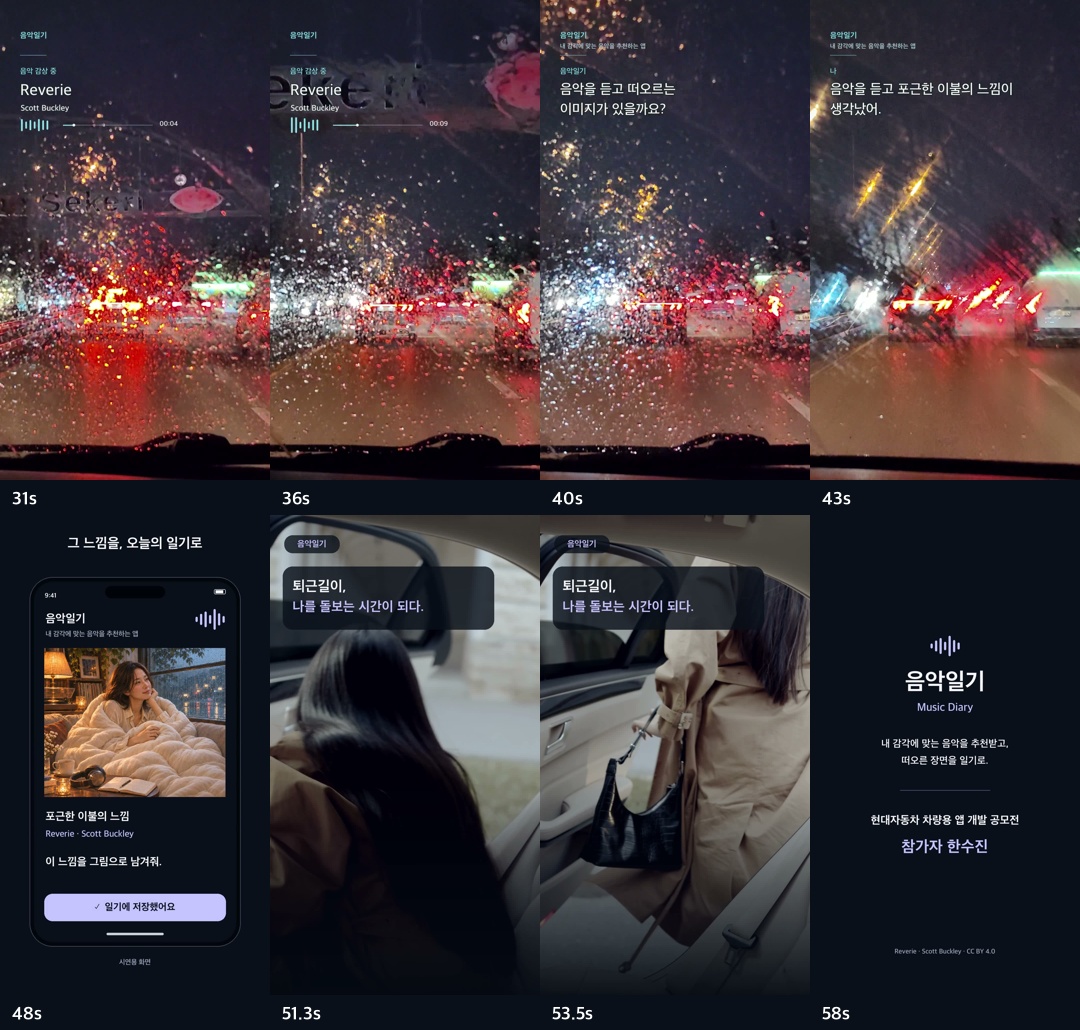 음악일기
음악 감상 중
Reverie
Scott Buckley
00:04
Sekeri
31s
음악일기
음악 감상 중
Reverie
Scott Buckley
00:09
36s
음악일기
내 감각에 맞는 음악을 추천하는 앱
음악일기
음악을 듣고 떠오르는
이미지가 있을까요?
40s
음악일기
내 감각에 맞는 음악을 추천하는 앱
나
음악을 듣고 포근한 이불의 느낌이
생각났어.
43s
그 느낌을, 오늘의 일기로
9:41
음악일기
내 감각에 맞는 음악을 추천하는 앱
포근한 이불의 느낌
Reverie · Scott Buckley
이 느낌을 그림으로 남겨줘.
✓ 일기에 저장했어요
시연용 화면
48s
음악일기
퇴근길이,
나를 돌보는 시간이 되다.
51.3s
음악일기
퇴근길이,
나를 돌보는 시간이 되다.
53.5s
음악일기
Music Diary
내 감각에 맞는 음악을 추천받고,
떠오른 장면을 일기로.
현대자동차 차량용 앱 개발 공모전
참가자 한수진
Reverie · Scott Buckley · CC BY 4.0
58s